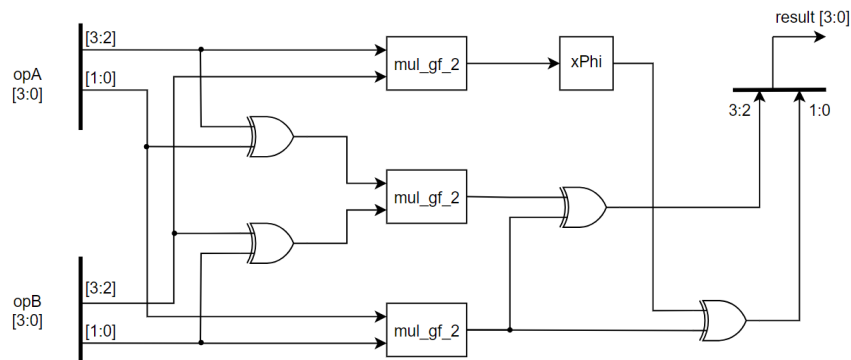 result [3:0]
[3:2]
opA
[3:0]
[1:0]
mul_gf_2
xPhi
3:2
1:0
mul_gf_2
opB
[3:0]
[3:2]
[1:0]
mul_gf_2